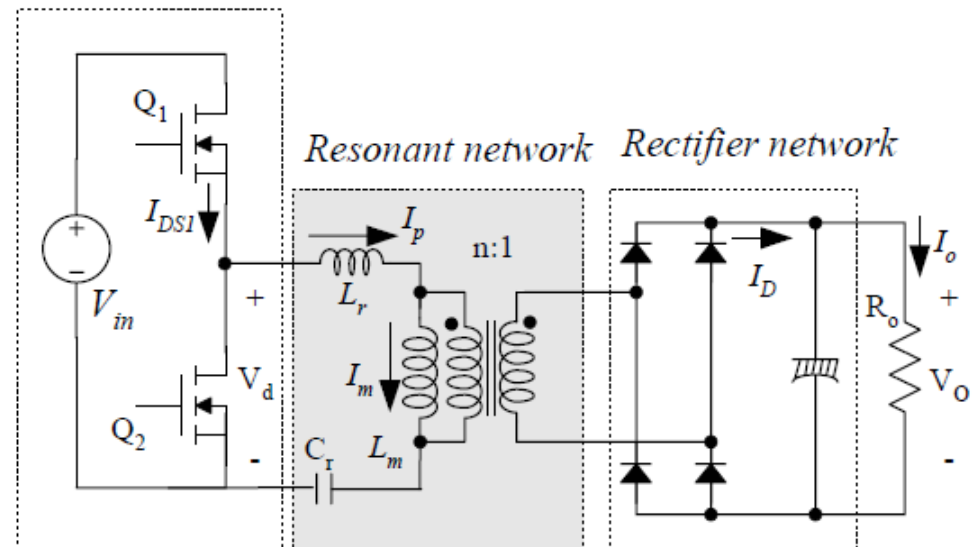 Q1
Resonant network
Rectifier network
IDS1
Ip
n:1
Io
+
-
Vin
+
Lr
ID
+
Ro
Im
Vd
VO
Q2
Lm
Cr
-
-